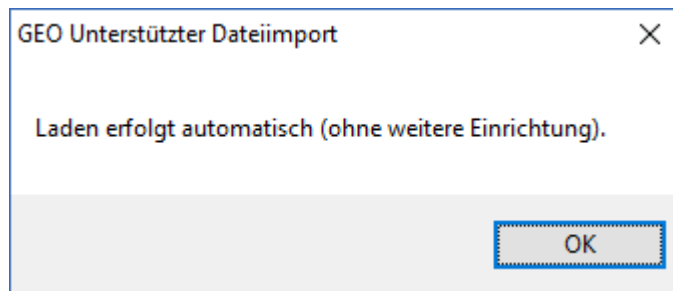 GEO Unterstützter Dateiimport
Laden erfolgt automatisch (ohne weitere Einrichtung).
OK